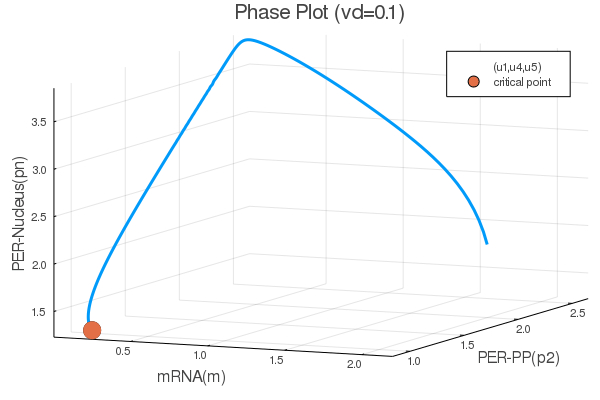 Phase Plot (vd=0.1)
(u1,u4,u5)
critical point
PER-Nucleus(pn)
3.5
3.0
2.5
2.0
1.5
0.5
1.0
1.5
2.0
mRNA(m)
1.0
1.5
2.0
2.5
PER-PP(p2)